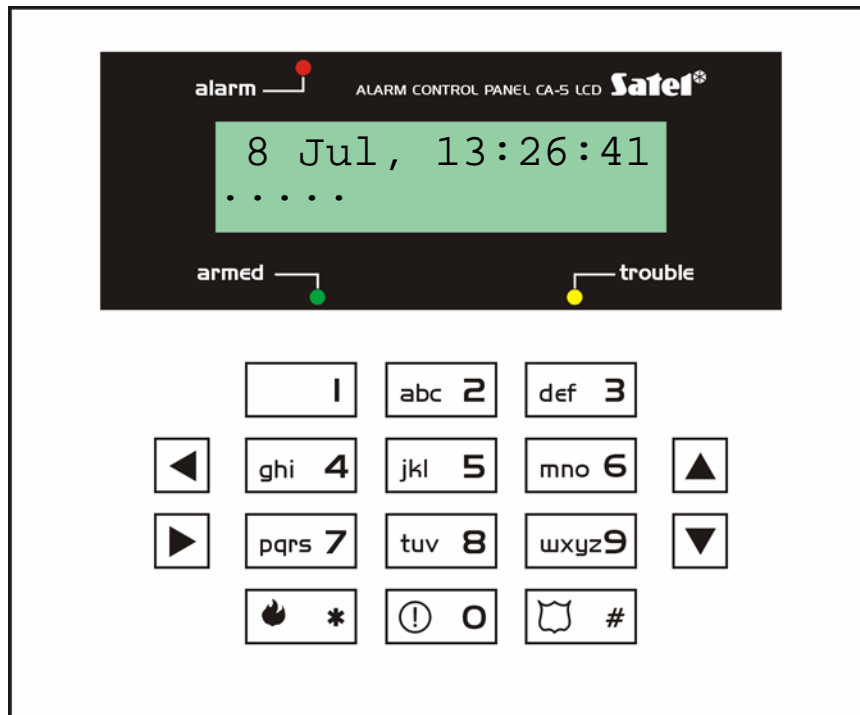 alarm ALARM CONTROL PANEL CA-5 LCD Satel
8 Jul, 13:26:41
.....
armed trouble
1 abc 2 def 3
ghi 4 jkl 5 mno 6
pqrs 7 tuv 8 wxyz 9
* 0 #